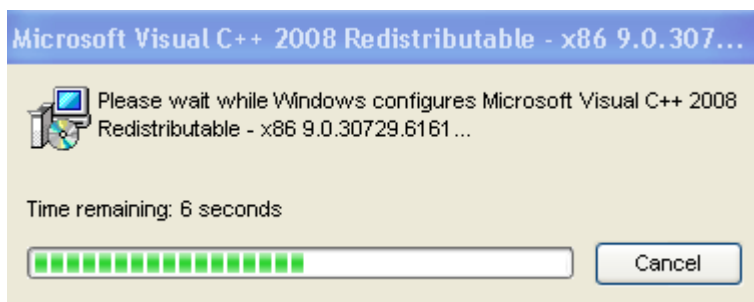 Microsoft Visual C++ 2008 Redistributable - x86 9.0.307...
Please wait while Windows configures Microsoft Visual C++ 2008
Redistributable - x86 9.0.30729.6161...
Time remaining: 6 seconds
Cancel